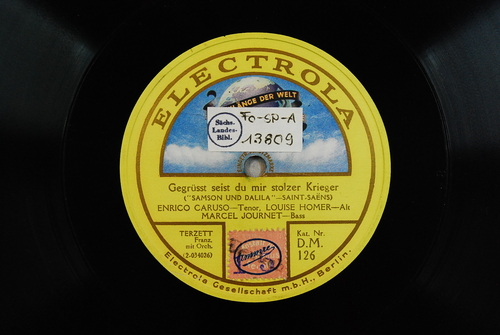 ELECTROLA
KLÄNGE DER WELT
Sächs.
Landes-
Bibl.
FO-SP-A
13809
Gegrüsst seist du mir stolzer Krieger
("SAMSON UND DALILA"—SAINT-SAËNS)
ENRICO CARUSO—Tenor, LOUISE HOMER—Alt
MARCEL JOURNET—Bass
TERZETT
Franz.
mit Orch.
(2-034026)
Kat. Nr.
D.M.
126
Electrola Gesellschaft m.b.H., Berlin.